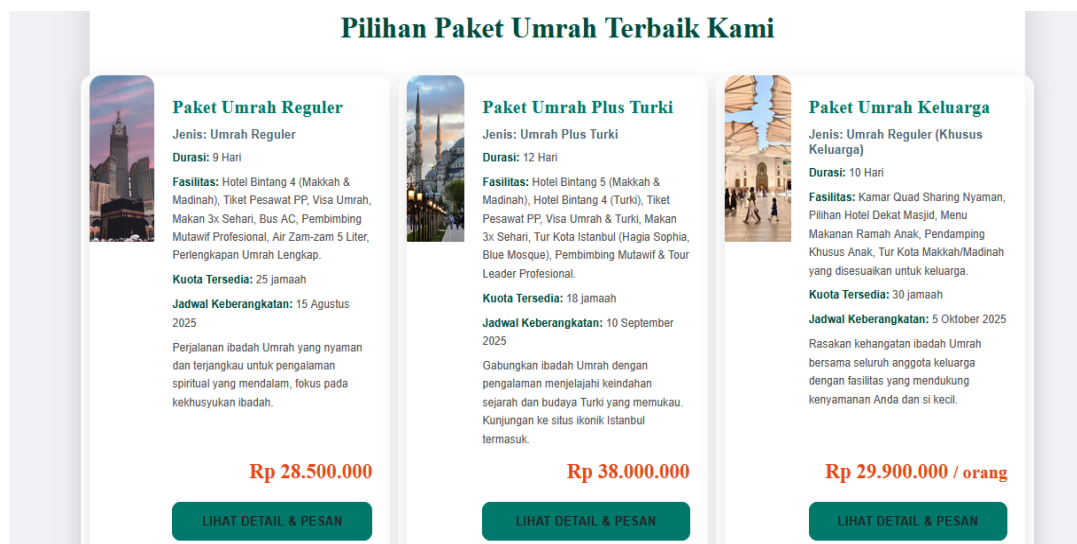 Pilihan Paket Umrah Terbaik Kami
Paket Umrah Reguler
Jenis: Umrah Reguler
Durasi: 9 Hari
Fasilitas: Hotel Bintang 4 (Makkah &
Madinah), Tiket Pesawat PP, Visa Umrah,
Makan 3x Sehari, Bus AC, Pembimbing
Mutawif Profesional, Air Zam-zam 5 Liter,
Perlengkapan Umrah Lengkap.
Kuota Tersedia: 25 jamaah
Jadwal Keberangkatan: 15 Agustus
2025
Perjalanan ibadah Umrah yang nyaman
dan terjangkau untuk pengalaman
spiritual yang mendalam, fokus pada
kekhusyukan ibadah.
Rp 28.500.000
LIHAT DETAIL & PESAN
Paket Umrah Plus Turki
Jenis: Umrah Plus Turki
Durasi: 12 Hari
Fasilitas: Hotel Bintang 5 (Makkah &
Madinah), Hotel Bintang 4 (Turki), Tiket
Pesawat PP, Visa Umrah & Turki, Makan
3x Sehari, Tur Kota Istanbul (Hagia Sophia,
Blue Mosque), Pembimbing Mutawif & Tour
Leader Profesional.
Kuota Tersedia: 18 jamaah
Jadwal Keberangkatan: 10 September
2025
Gabungkan ibadah Umrah dengan
pengalaman menjelajahi keindahan
sejarah dan budaya Turki yang memukau.
Kunjungan ke situs ikonik Istanbul
termasuk.
Rp 38.000.000
LIHAT DETAIL & PESAN
Paket Umrah Keluarga
Jenis: Umrah Reguler (Khusus
Keluarga)
Durasi: 10 Hari
Fasilitas: Kamar Quad Sharing Nyaman,
Pilihan Hotel Dekat Masjid, Menu
Makanan Ramah Anak, Pendamping
Khusus Anak, Tur Kota Makkah/Madinah
yang disesuaikan untuk keluarga.
Kuota Tersedia: 30 jamaah
Jadwal Keberangkatan: 5 Oktober 2025
Rasakan kehangatan ibadah Umrah
bersama seluruh anggota keluarga
dengan fasilitas yang mendukung
kenyamanan Anda dan si kecil.
Rp 29.900.000 / orang
LIHAT DETAIL & PESAN